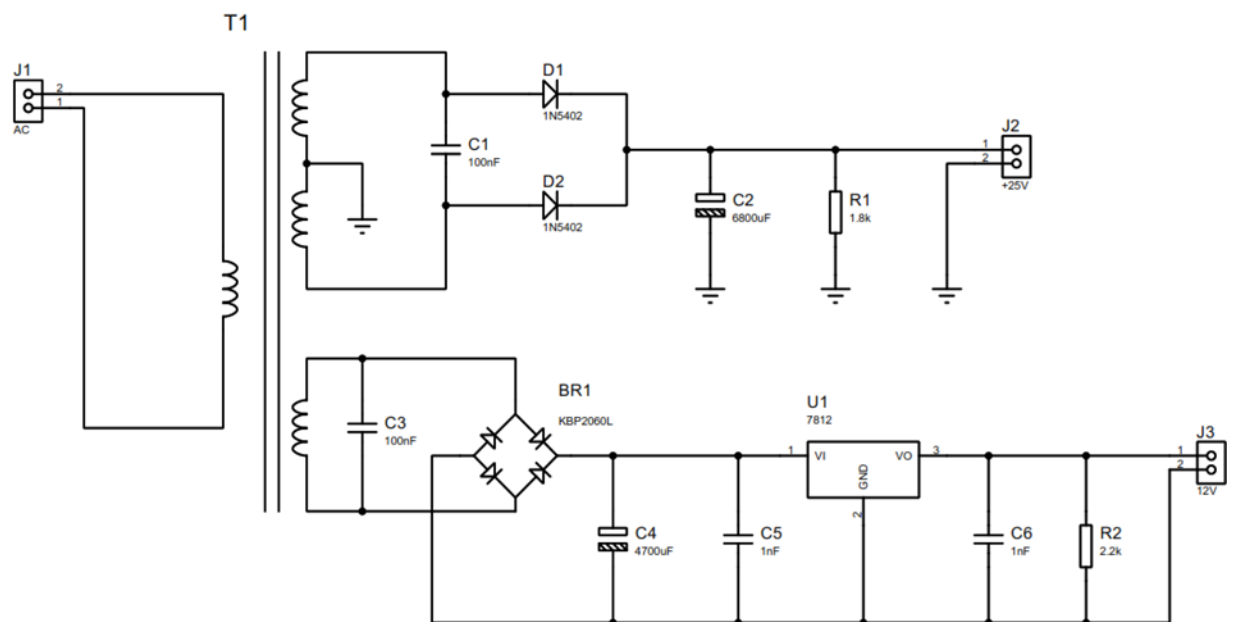 T1
J1
2
1
AC
D1
1N5402
C1
100nF
D2
1N5402
C2
6800uF
R1
1.8k
J2
1
2
+25V
C3
100nF
BR1
KBP2060L
U1
7812
1
VI
VO
3
GND
2
C4
4700uF
C5
1nF
C6
1nF
R2
2.2k
J3
1
2
12V